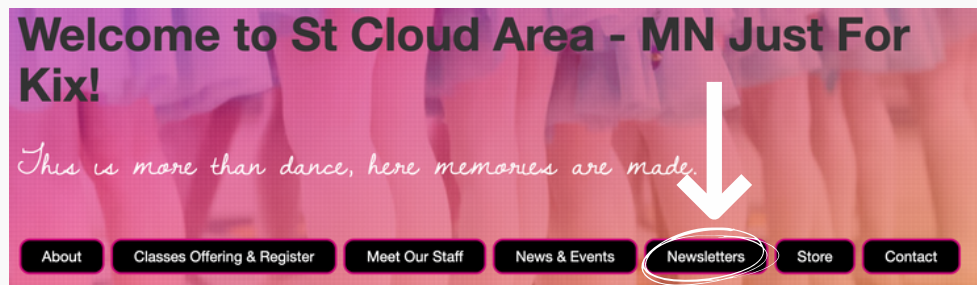 Welcome to St Cloud Area - MN Just For
Kix!
This is more than dance, here memories are made.
About
Classes Offering & Register
Meet Our Staff
News & Events
Newsletters
Store
Contact